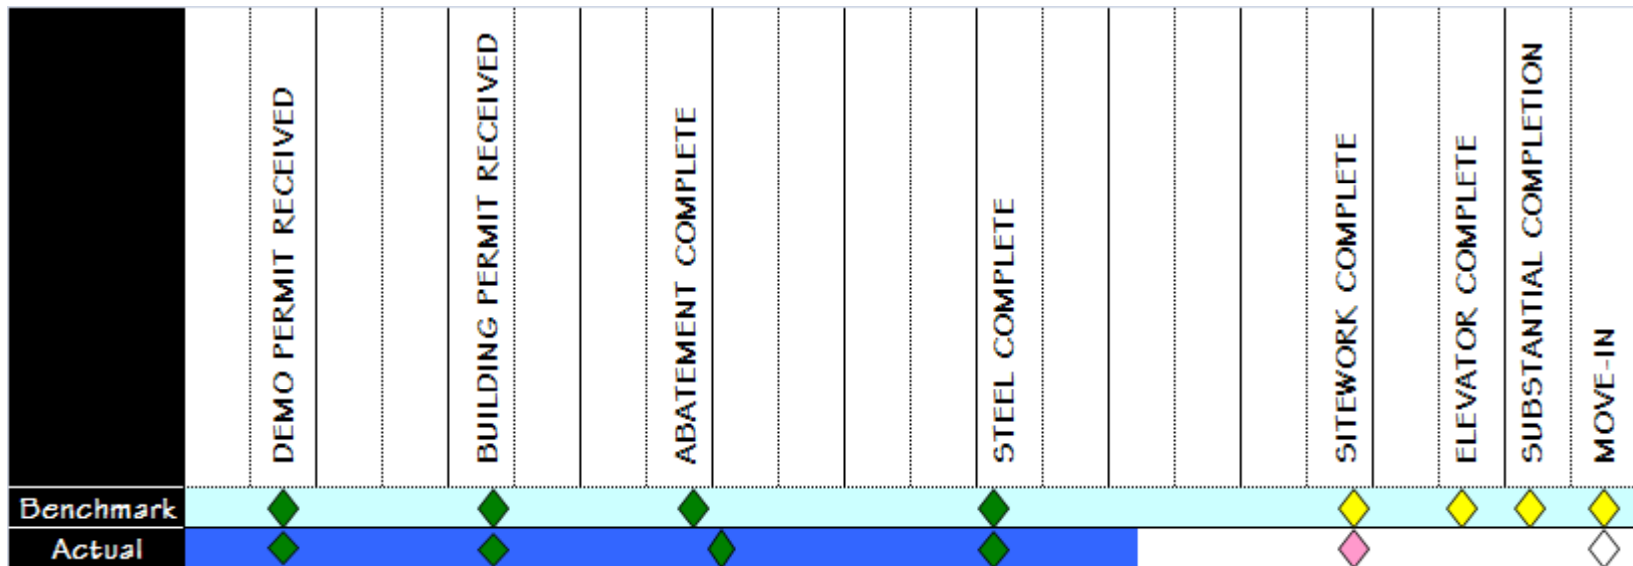 DEMO PERMIT RECEIVED
BUILDING PERMIT RECEIVED
ABATEMENT COMPLETE
STEEL COMPLETE
SITEWORK COMPLETE
ELEVATOR COMPLETE
SUBSTANTIAL COMPLETION
MOVE-IN
Benchmark
Actual